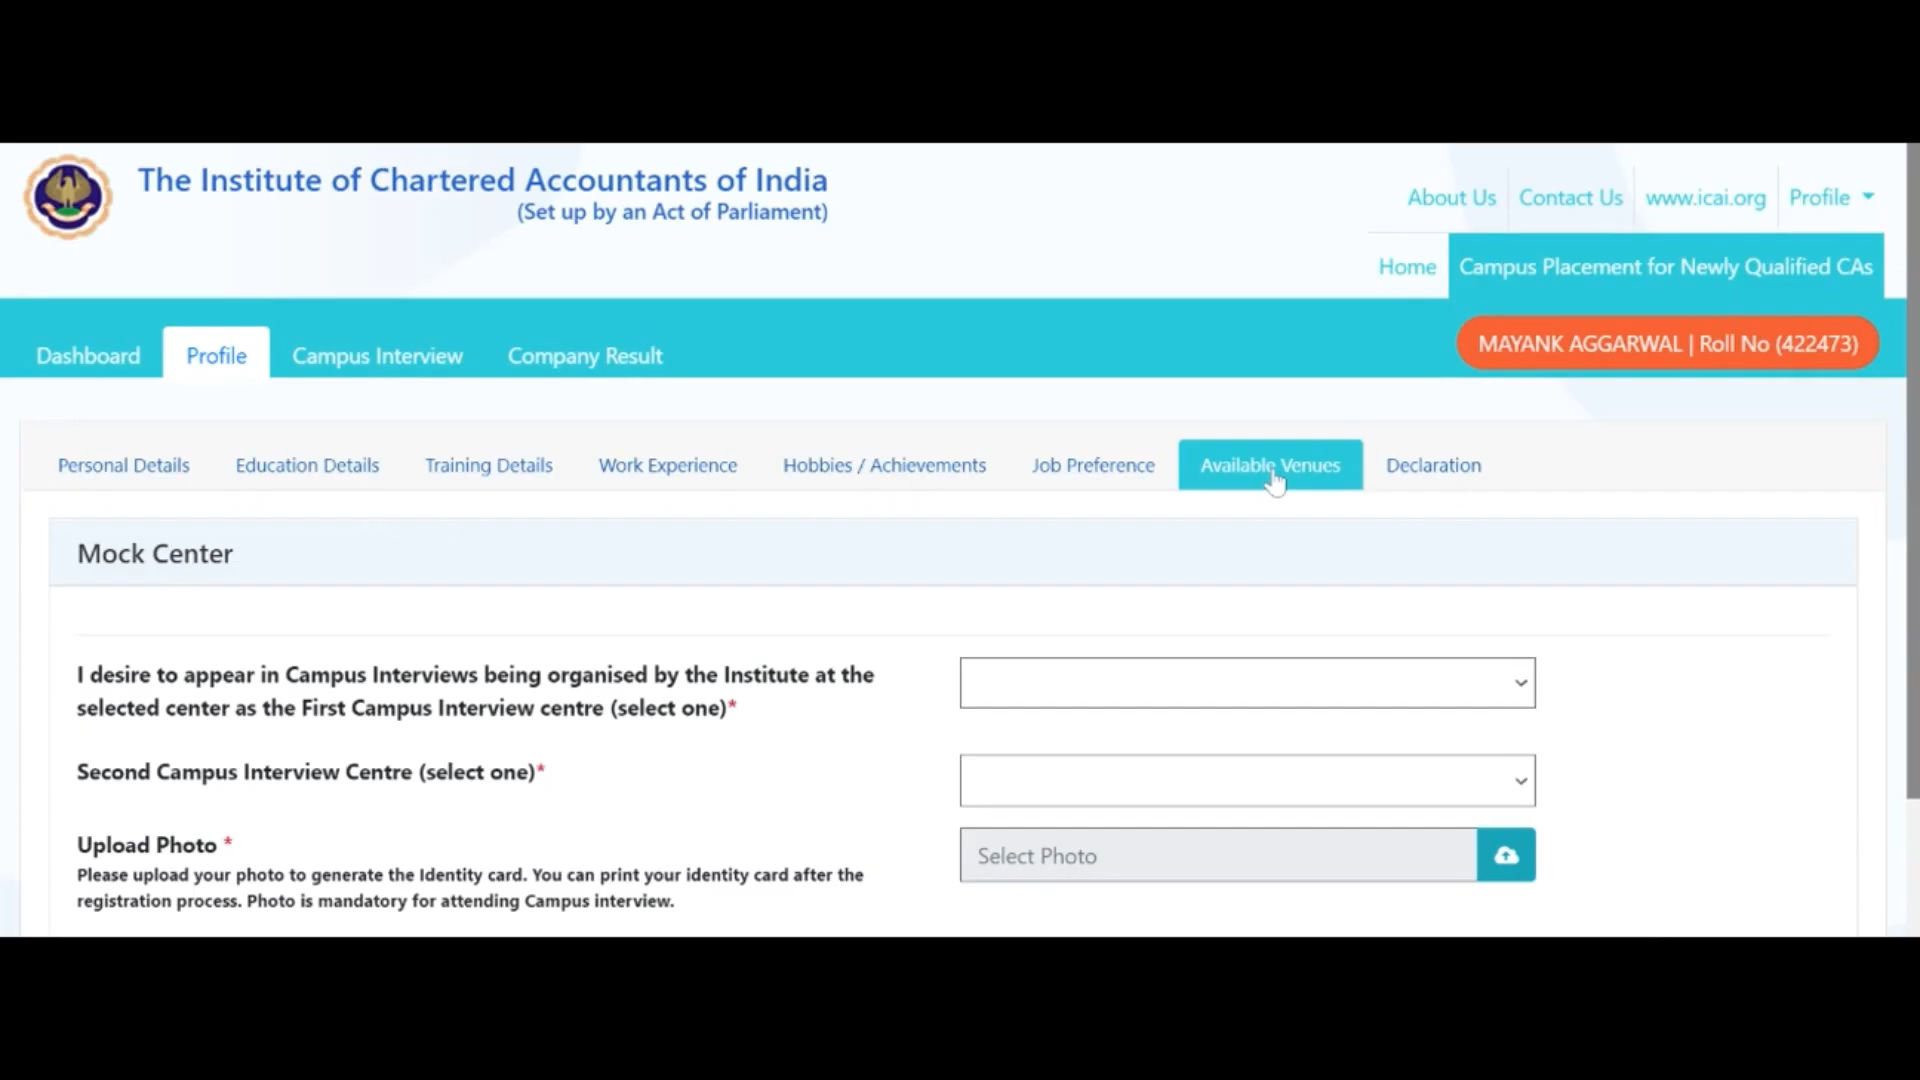 The Institute of Chartered Accountants of India
(Set up by an Act of Parliament)
About Us
Contact Us
www.icai.org
Profile
Home
Campus Placement for Newly Qualified CAs
Dashboard
Profile
Campus Interview
Company Result
MAYANK AGGARWAL | Roll No (422473)
Personal Details
Education Details
Training Details
Work Experience
Hobbies / Achievements
Job Preference
Available Venues
Declaration
Mock Center
I desire to appear in Campus Interviews being organised by the Institute at the
selected center as the First Campus Interview centre (select one)*
Second Campus Interview Centre (select one)*
Upload Photo *
Select Photo
Please upload your photo to generate the Identity card. You can print your identity card after the
registration process. Photo is mandatory for attending Campus interview.